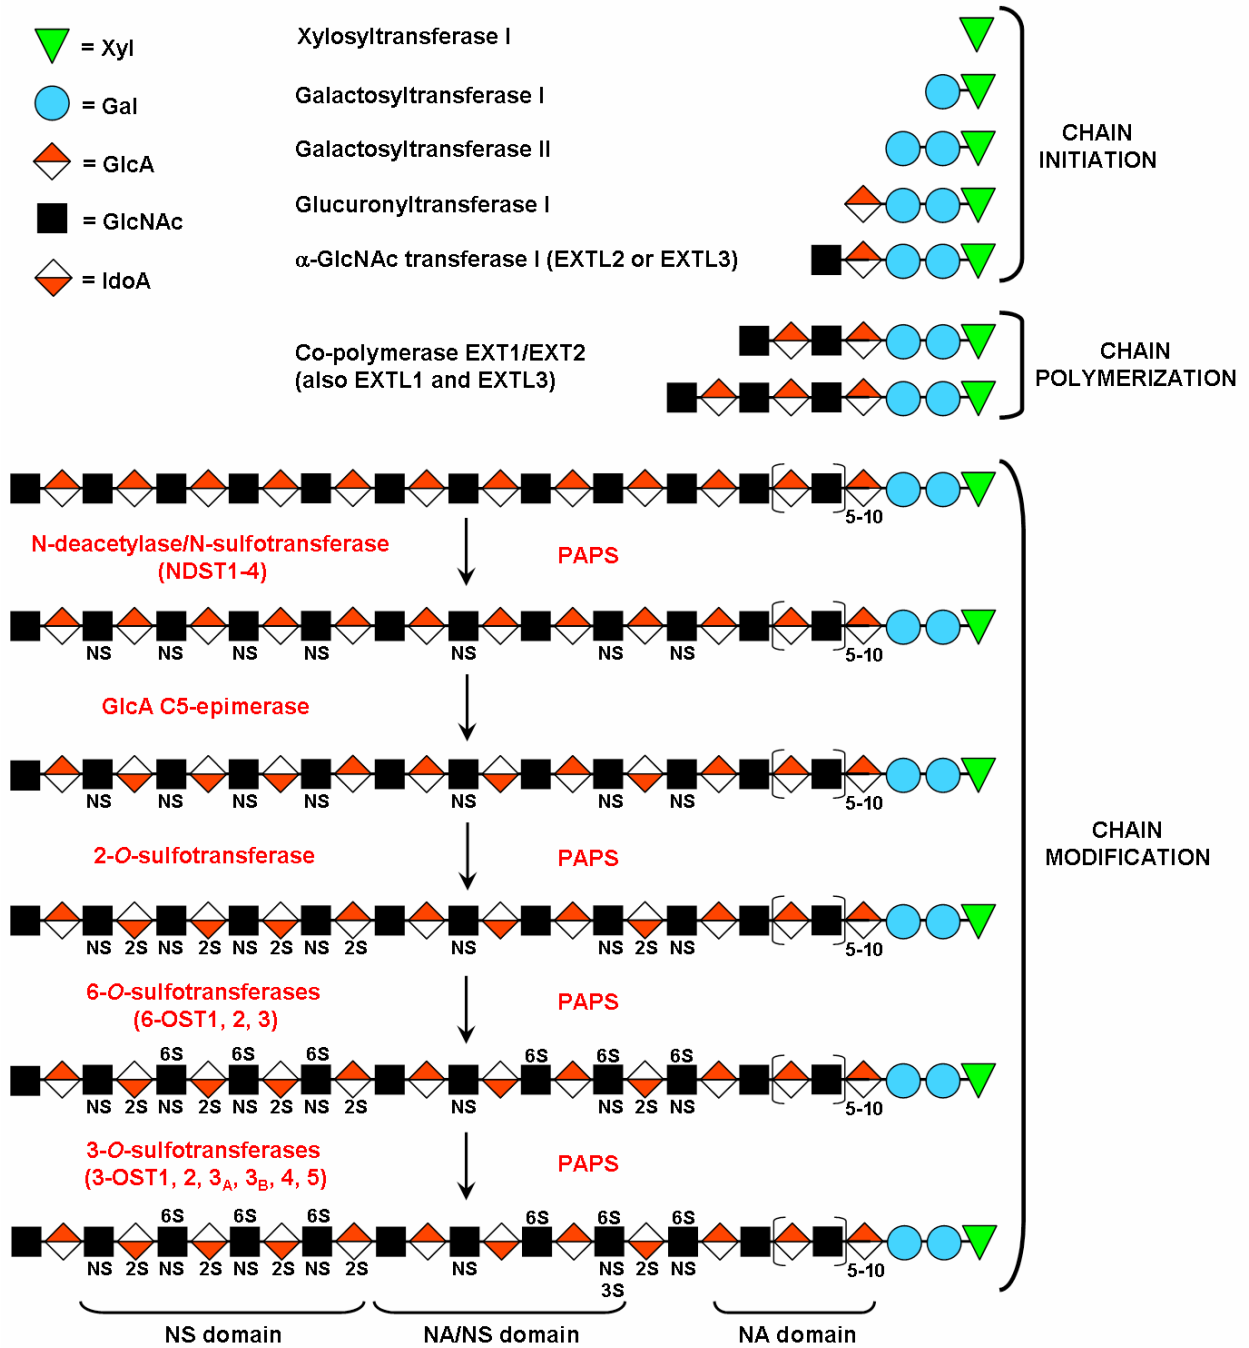 = Xyl
Xylosyltransferase I
= Gal
Galactosyltransferase I
CHAIN
INITIATION
Galactosyltransferase II
= GlcA
Glucuronyltransferase I
= GlcNAc
α-GlcNAc transferase I (EXTL2 or EXTL3)
= IdoA
Co-polymerase EXT1/EXT2
(also EXTL1 and EXTL3)
CHAIN
POLYMERIZATION
5-10
N-deacetylase/N-sulfotransferase
(NDST1-4)
PAPS
NS NS NS NS NS NS NS 5-10
GlcA C5-epimerase
NS NS NS NS NS NS NS 5-10
CHAIN
MODIFICATION
2-O-sulfotransferase
PAPS
NS 2S NS 2S NS 2S NS 2S NS NS 2S NS 5-10
6-O-sulfotransferases
(6-OST1, 2, 3)
PAPS
6S 6S 6S 6S 6S 6S
NS 2S NS 2S NS 2S NS 2S NS NS 2S NS 5-10
3-O-sulfotransferases
(3-OST1, 2, 3A, 3B, 4, 5)
PAPS
6S 6S 6S 6S 6S 6S
NS 2S NS 2S NS 2S NS 2S NS NS 2S NS 5-10
3S
NS domain
NA/NS domain
NA domain